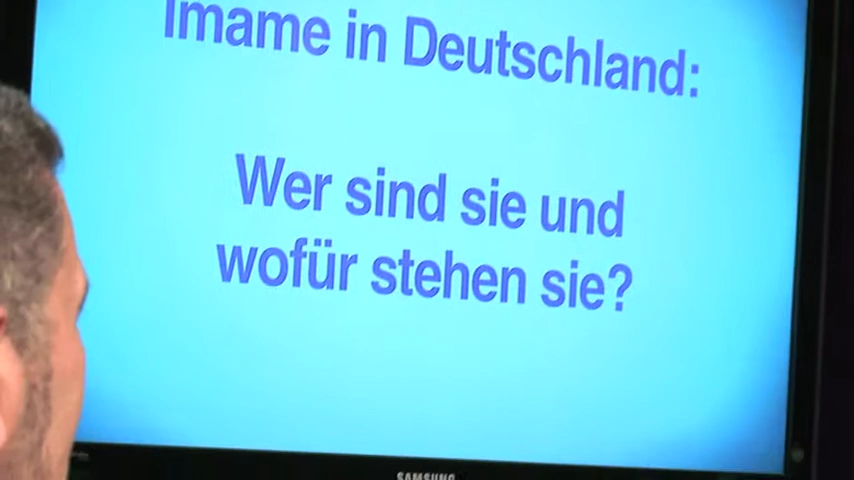 Imame in Deutschland:
Wer sind sie und
wofür stehen sie?
SAMSUNG